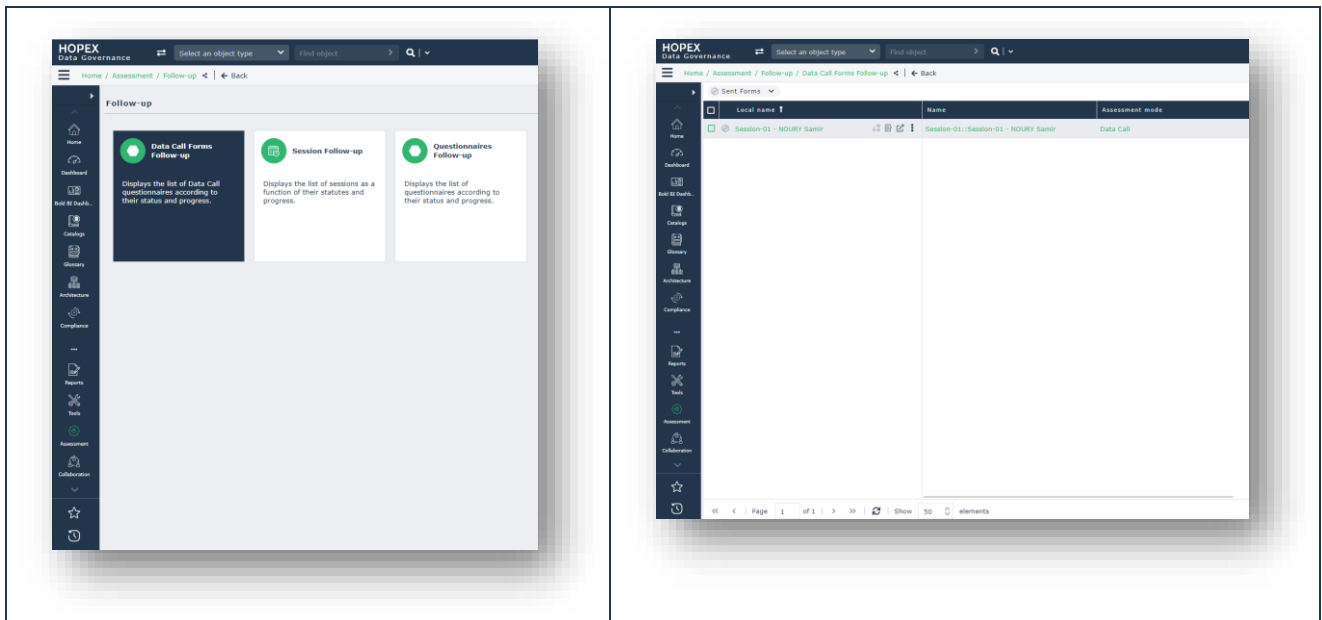 HOPEX
Data Governance
Select an object type
Find object
Home / Assessment / Follow-up
Back
Follow-up
Data Call Forms
Follow-up
Displays the list of Data Call
questionnaires according to
their status and progress.
Session Follow-up
Displays the list of sessions as a
function of their statutes and
progress.
Questionnaires
Follow-up
Displays the list of
questionnaires according to
their status and progress.
Home
Dashboard
Bold BI Dashb...
Catalogs
Glossary
Architecture
Compliance
...
Reports
Tools
Assessment
Collaboration
HOPEX
Data Governance
Select an object type
Find object
Home / Assessment / Follow-up / Data Call Forms Follow-up
Back
Sent Forms
Local name
Name
Assessment mode
Session-01 - NOURY Samir
Session-01::Session-01 - NOURY Samir
Data Call
Home
Dashboard
Bold BI Dashb...
Catalogs
Glossary
Architecture
Compliance
...
Reports
Tools
Assessment
Collaboration
Page 1 of 1
Show 50 elements